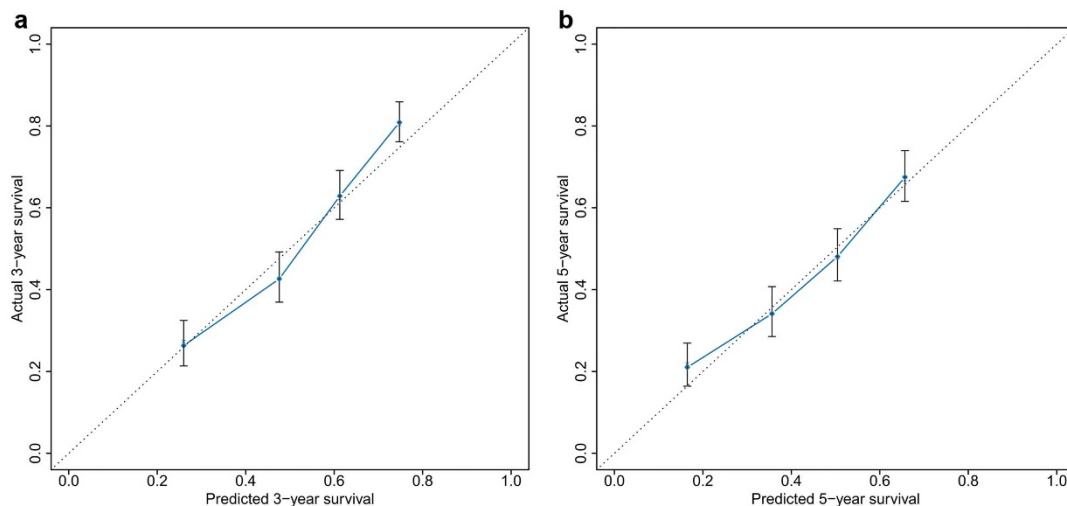 a
1.0
0.8
0.6
0.4
0.2
0.0
Actual 3−year survival
0.0 0.2 0.4 0.6 0.8 1.0
Predicted 3−year survival
b
1.0
0.8
0.6
0.4
0.2
0.0
Actual 5−year survival
0.0 0.2 0.4 0.6 0.8 1.0
Predicted 5−year survival